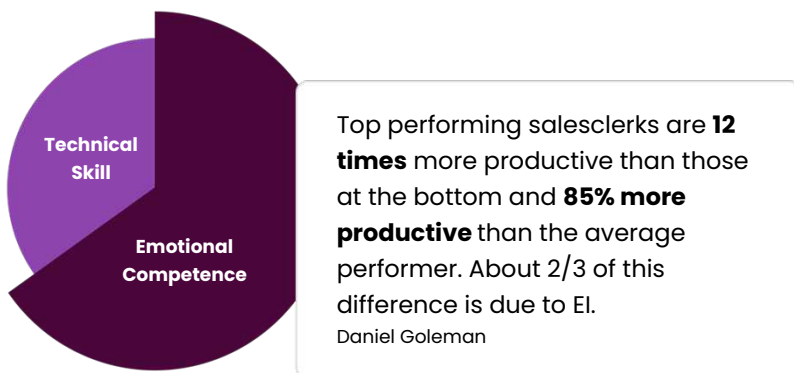 Technical
Skill
Emotional
Competence
Top performing salesclerks are 12
times more productive than those
at the bottom and 85% more
productive than the average
performer. About 2/3 of this
difference is due to EI.
Daniel Goleman